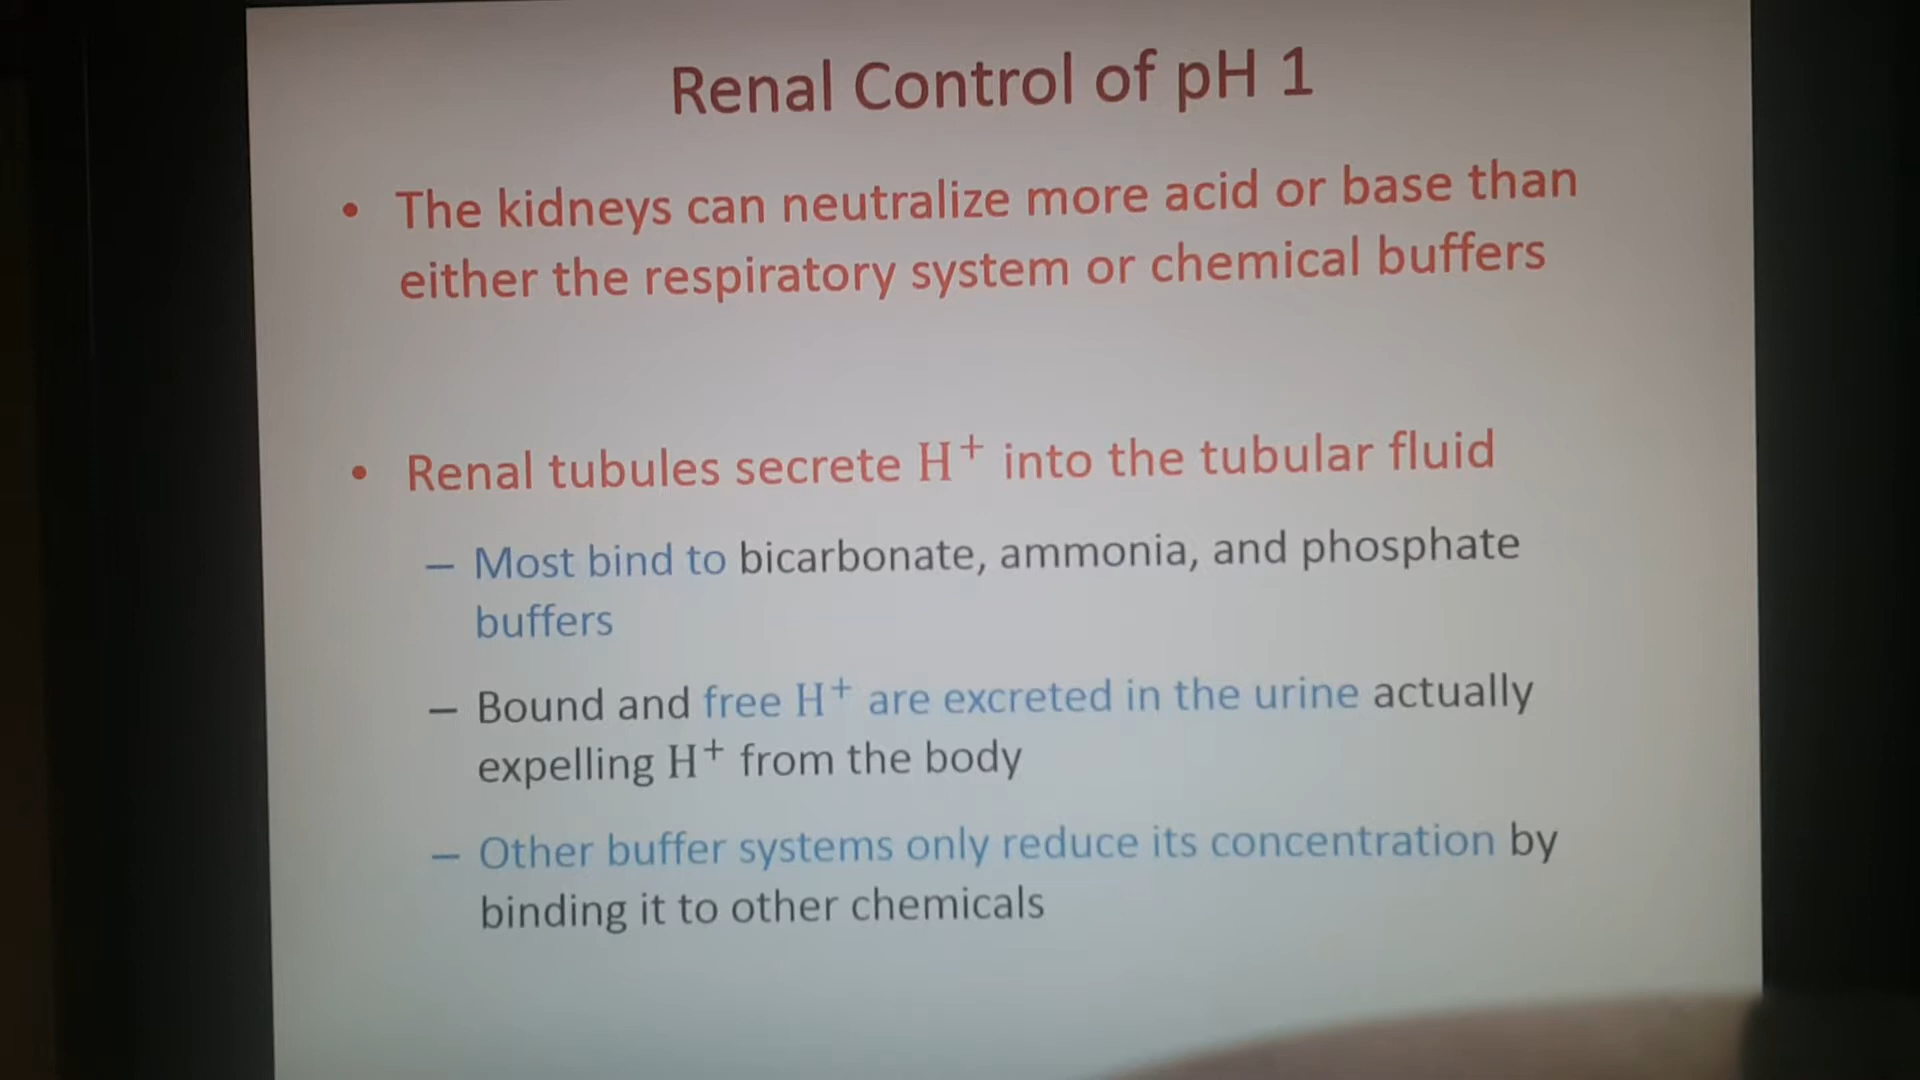 Renal Control of pH 1
• The kidneys can neutralize more acid or base than
either the respiratory system or chemical buffers
• Renal tubules secrete H⁺ into the tubular fluid
– Most bind to bicarbonate, ammonia, and phosphate
buffers
– Bound and free H⁺ are excreted in the urine actually
expelling H⁺ from the body
– Other buffer systems only reduce its concentration by
binding it to other chemicals